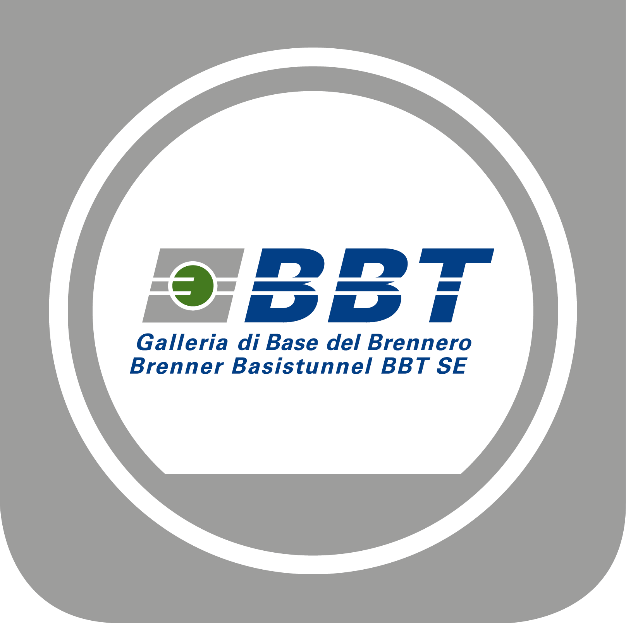 BBT
Galleria di Base del Brennero
Brenner Basistunnel BBT SE